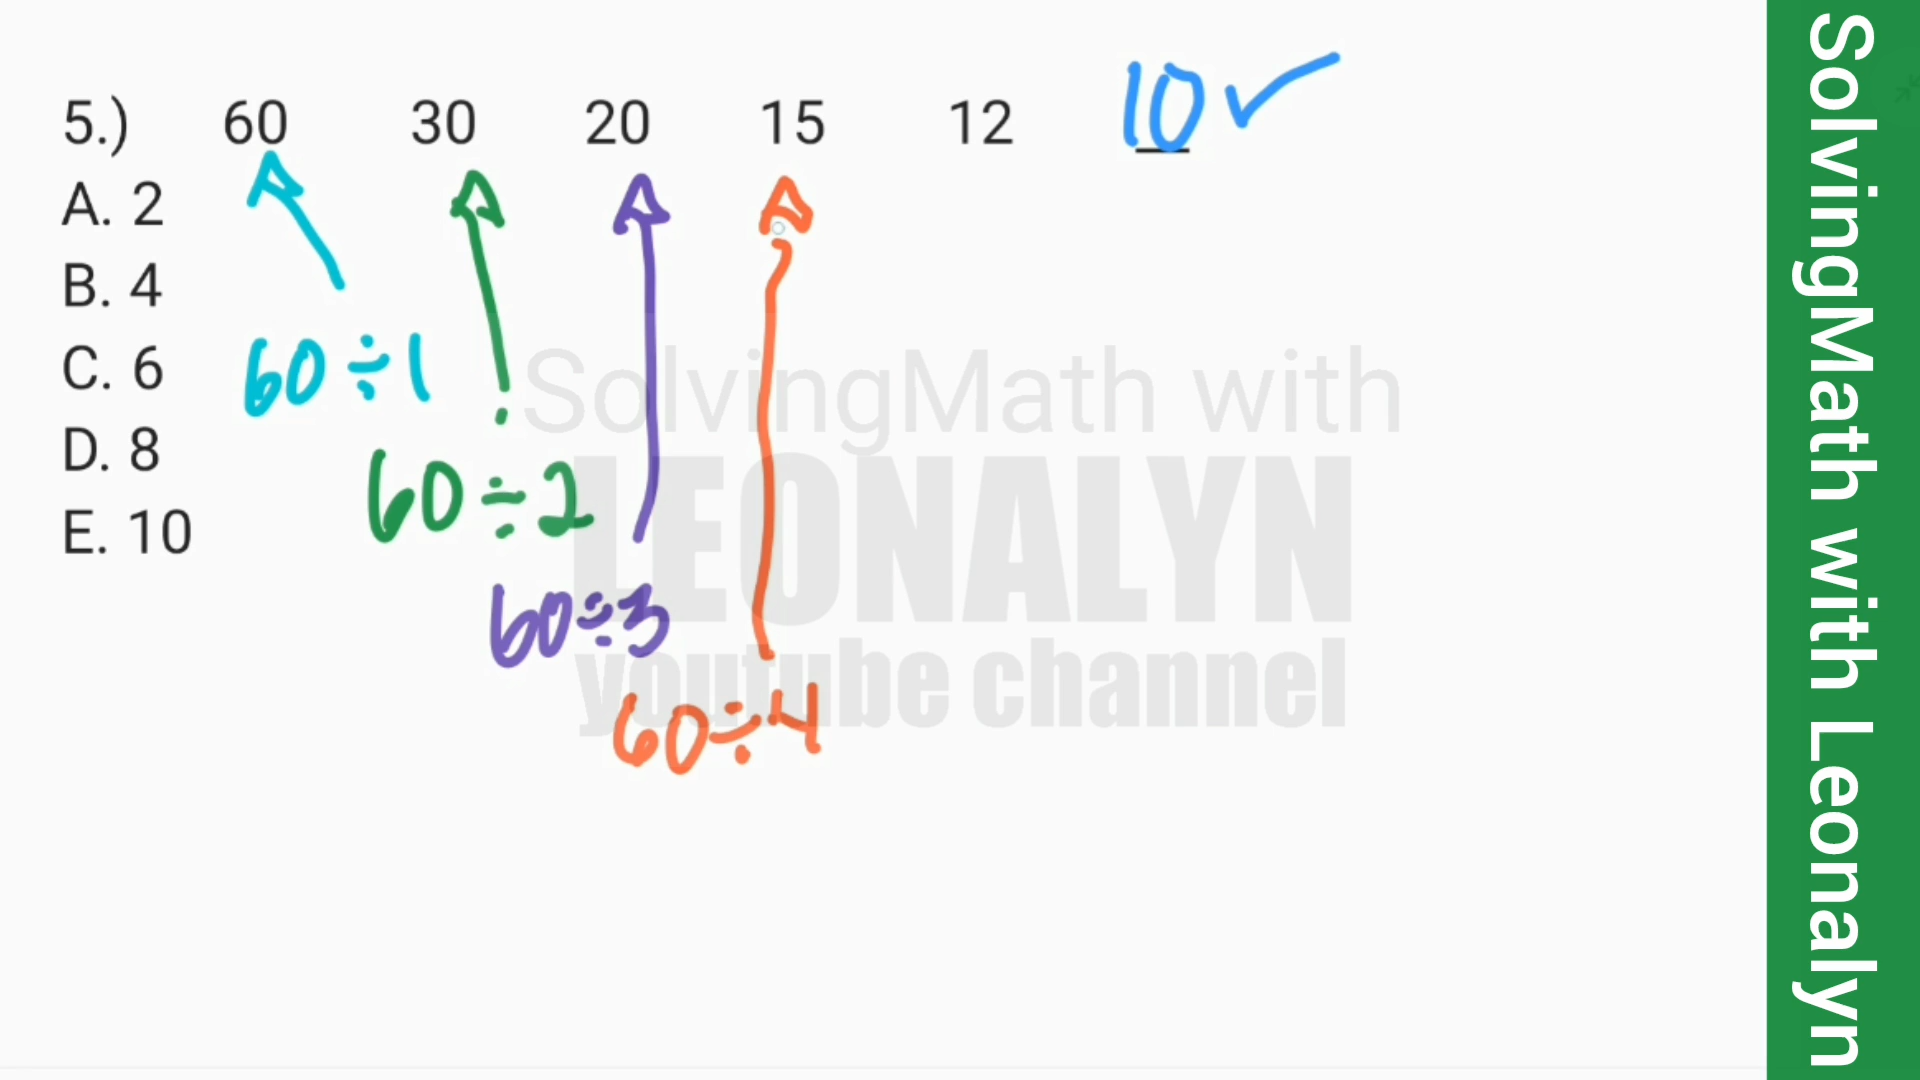 5.) 60 30 20 15 12 10
A. 2
B. 4
C. 6
D. 8
E. 10
60÷1
60÷2
60÷3
60÷4
SolvingMath with
LEONALYN
youtube channel
SolvingMath with Leonalyn